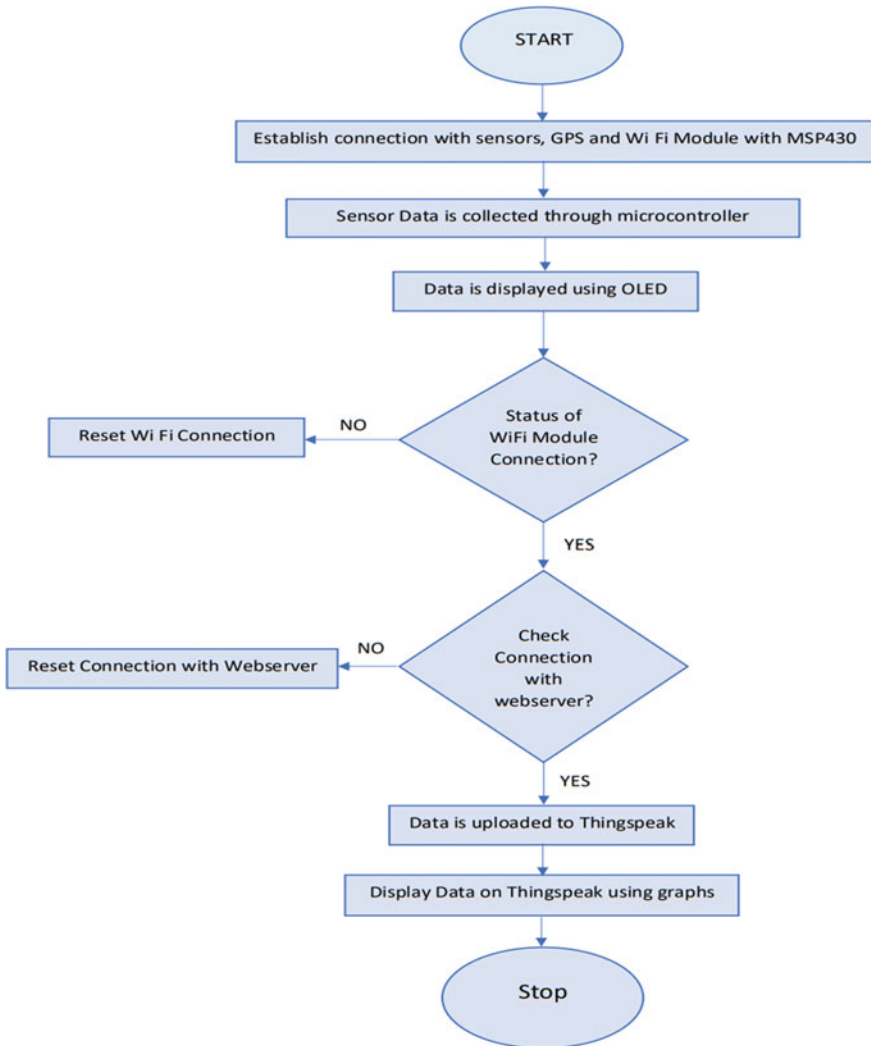 START
Establish connection with sensors, GPS and Wi Fi Module with MSP430
Sensor Data is collected through microcontroller
Data is displayed using OLED
Status of
WiFi Module
Connection?
NO
Reset Wi Fi Connection
YES
Check
Connection
with
webserver?
NO
Reset Connection with Webserver
YES
Data is uploaded to Thingspeak
Display Data on Thingspeak using graphs
Stop